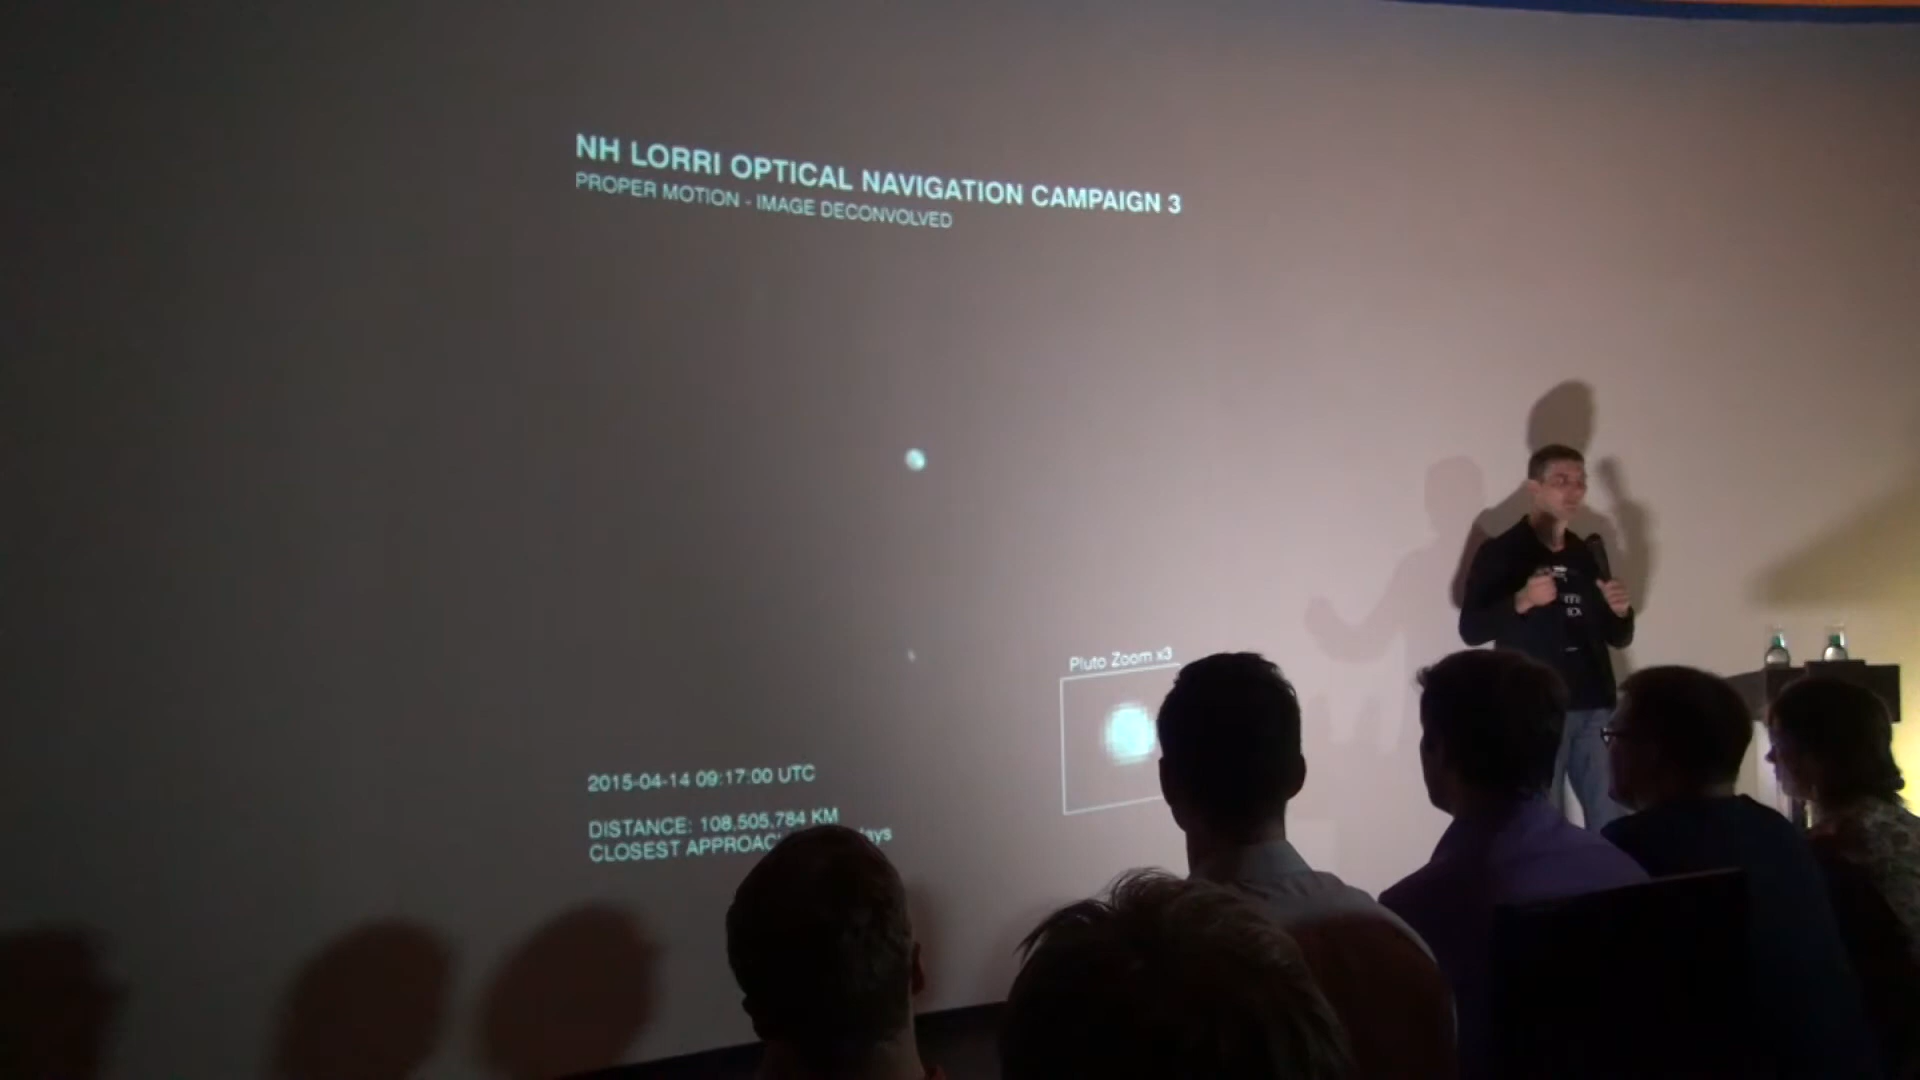 NH LORRI OPTICAL NAVIGATION CAMPAIGN 3
PROPER MOTION - IMAGE DECONVOLVED
Pluto Zoom x3
2015-04-14 09:17:00 UTC
DISTANCE: 108,505,784 KM
CLOSEST